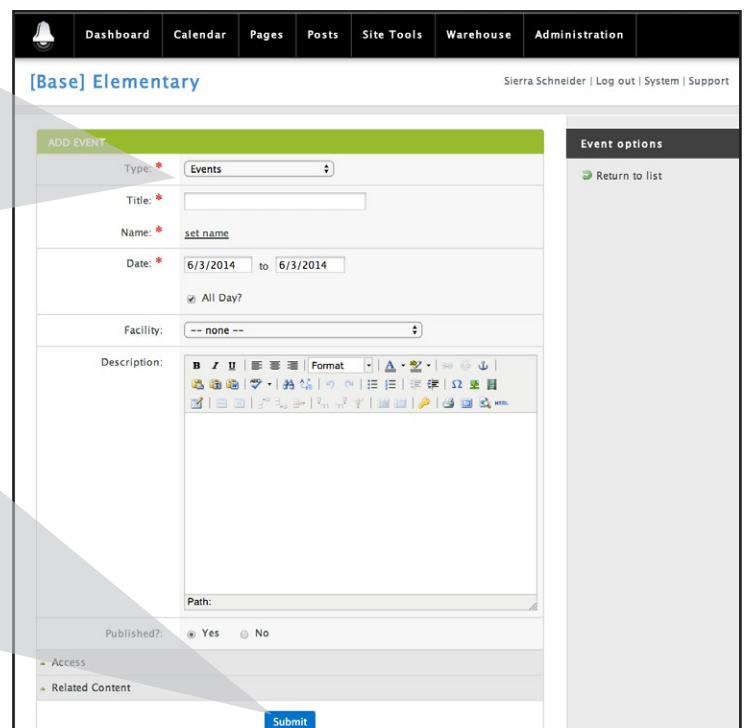 Dashboard Calendar Pages Posts Site Tools Warehouse Administration
[Base] Elementary
Sierra Schneider | Log out | System | Support
ADD EVENT
Type: * Events
Title: *
Name: * set name
Date: * 6/3/2014 to 6/3/2014
All Day?
Facility: -- none --
Description:
B I U Format A
HTML
Path:
Published?: Yes No
Access
Related Content
Submit
Event options
Return to list